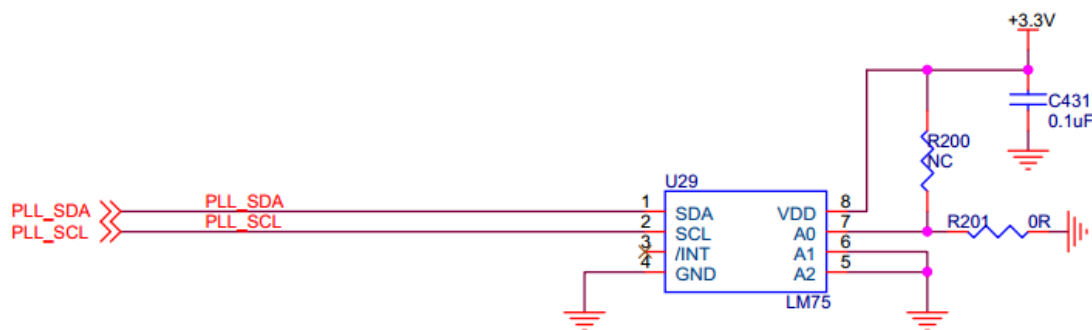 +3.3V
C431
0.1uF
R200
NC
U29
PLL_SDA
PLL_SDA
1
SDA
VDD
8
PLL_SCL
PLL_SCL
2
SCL
A0
7
R201
0R
3
/INT
A1
6
4
GND
A2
5
LM75